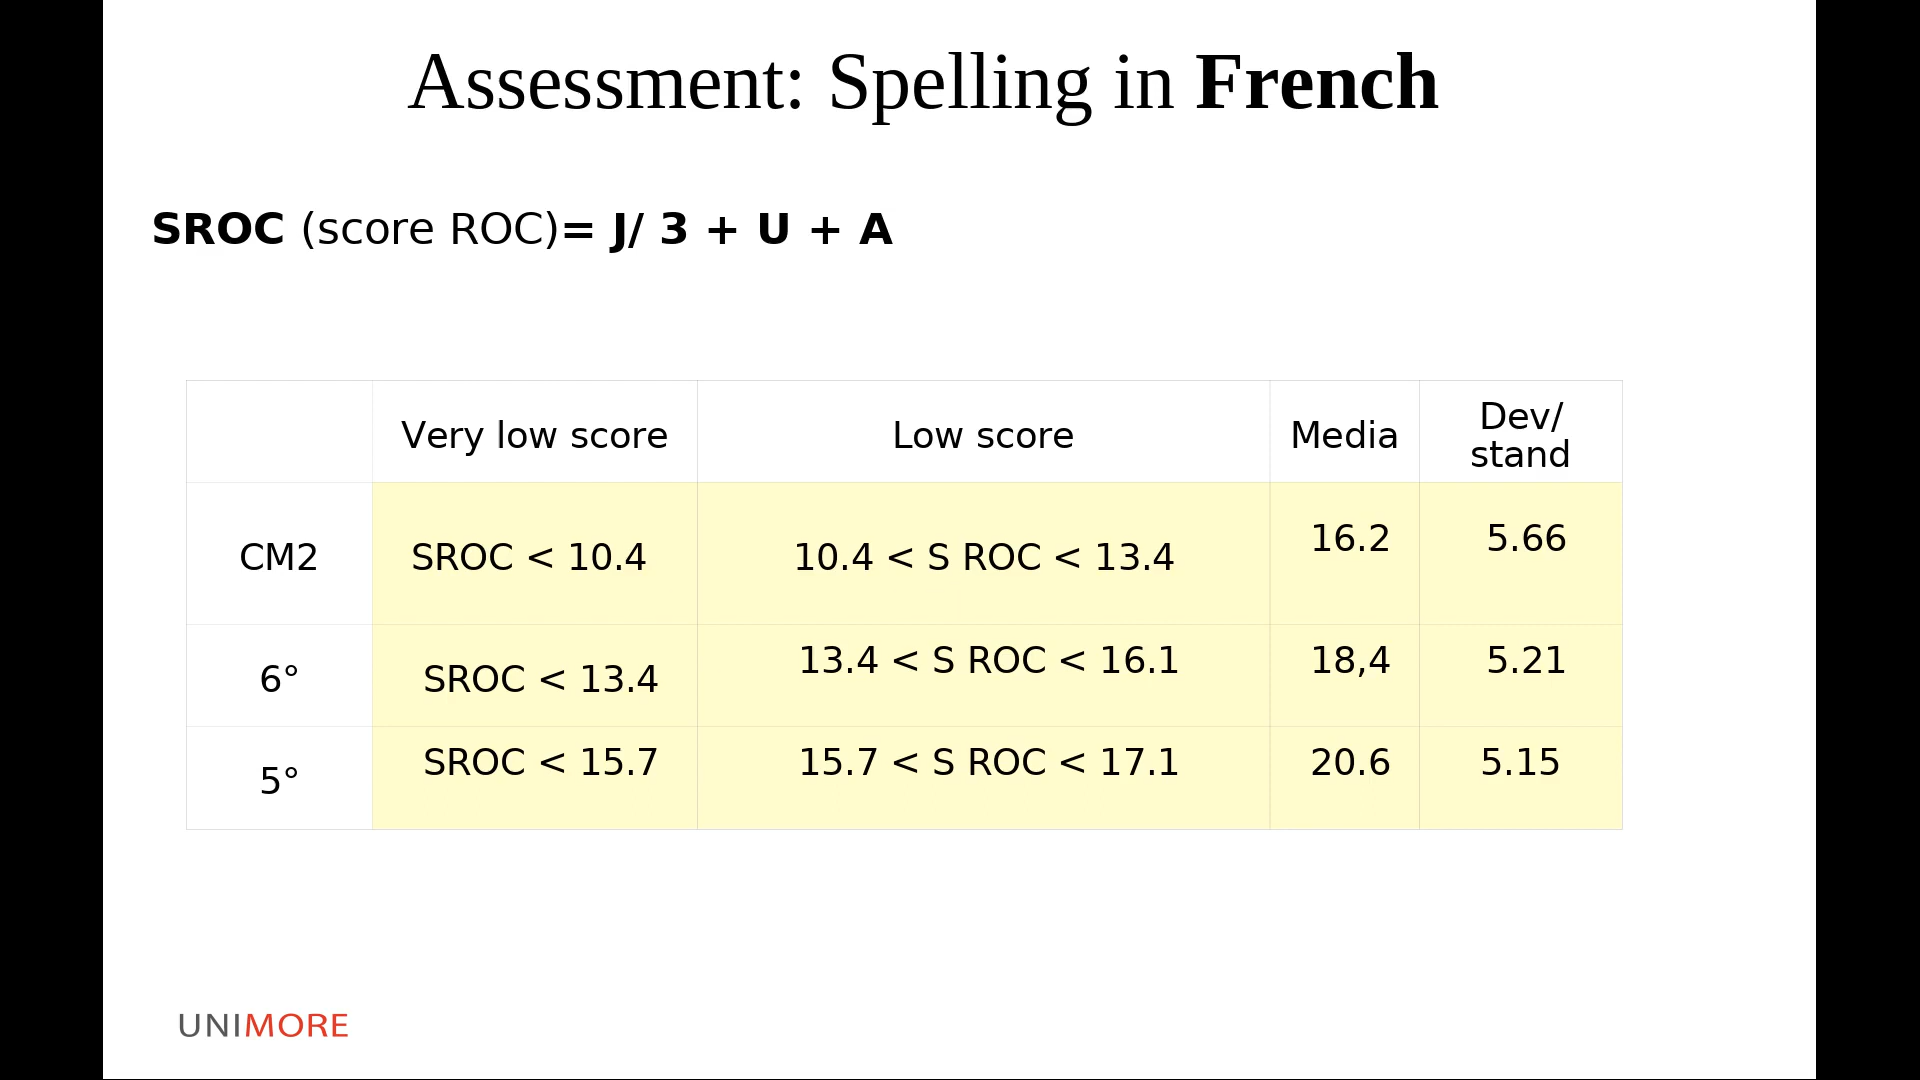 Assessment: Spelling in French
SROC (score ROC)= J/ 3 + U + A
Very low score Low score Media Dev/
stand
CM2 SROC < 10.4 10.4 < S ROC < 13.4 16.2 5.66
6° SROC < 13.4 13.4 < S ROC < 16.1 18,4 5.21
5° SROC < 15.7 15.7 < S ROC < 17.1 20.6 5.15
UNIMORE